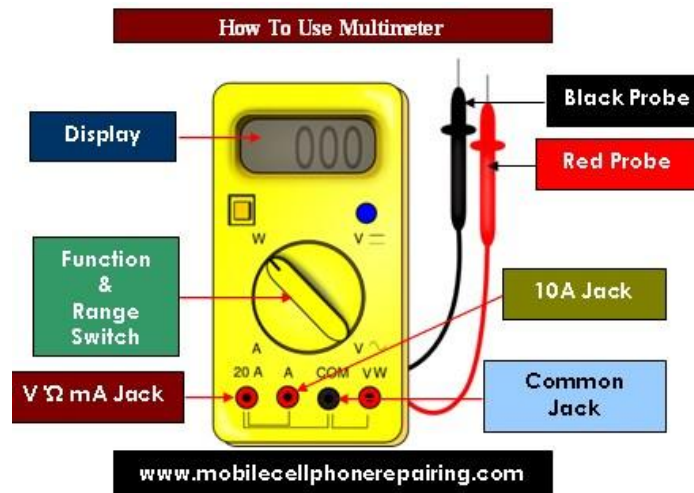 How To Use Multimeter
Black Probe
Display
000
Red Probe
W
V
Function
&
Range
Switch
10A Jack
A
V
20 A
A
COM
V W
V'Ω mA Jack
Common
Jack
www.mobilecellphonerepairing.com